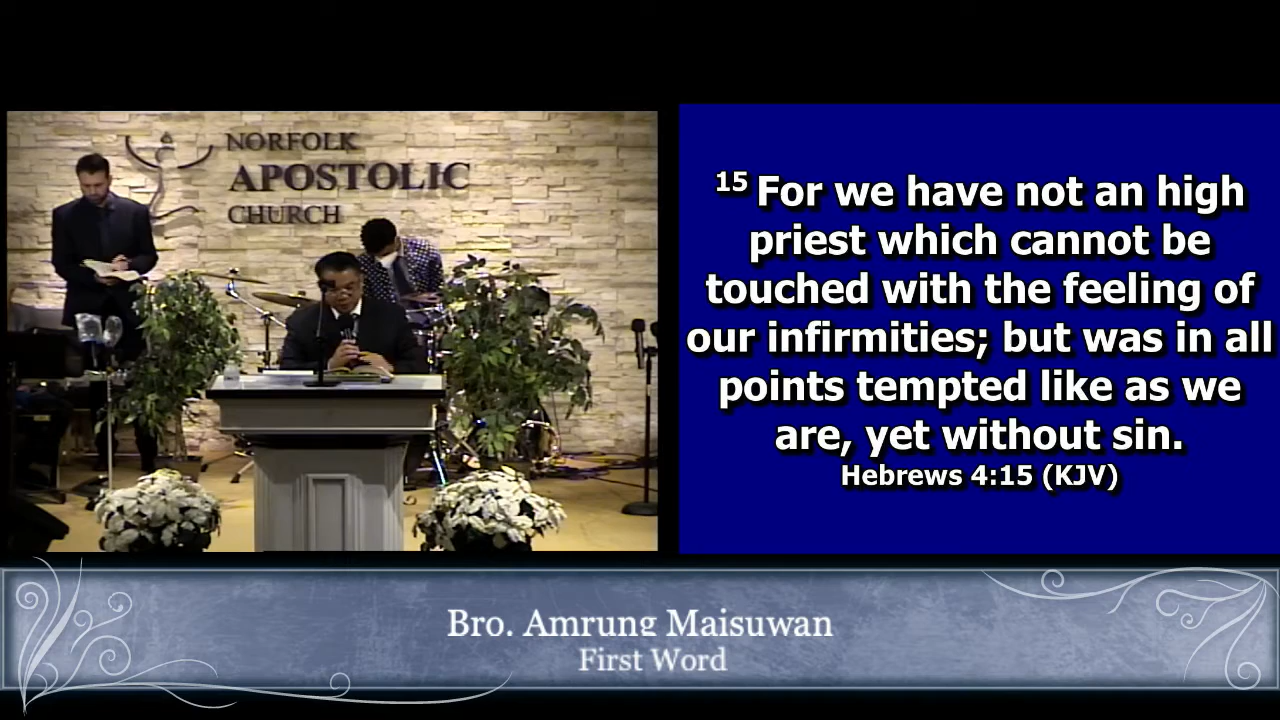 NORFOLK
APOSTOLIC
CHURCH
15 For we have not an high
priest which cannot be
touched with the feeling of
our infirmities; but was in all
points tempted like as we
are, yet without sin.
Hebrews 4:15 (KJV)
Bro. Amrung Maisuwan
First Word